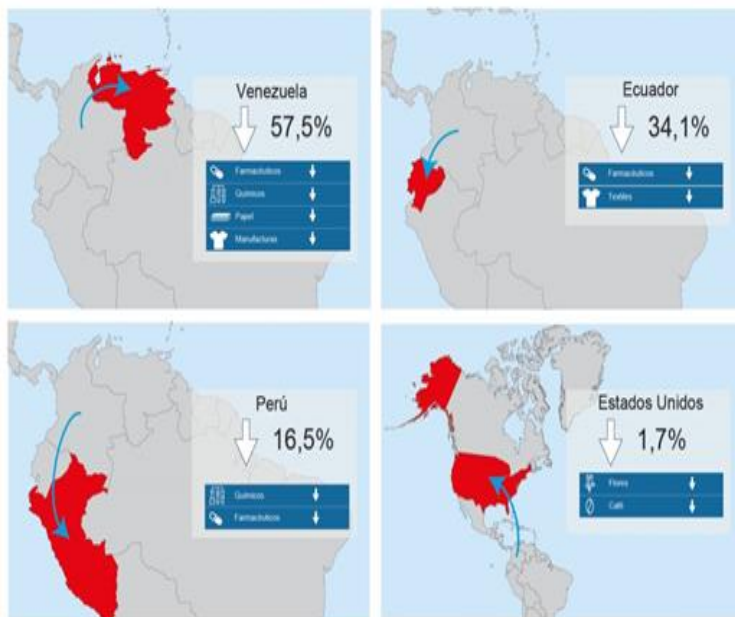 Venezuela
57,5%
Farmacéuticos
Químicos
Papel
Manufacturas
Ecuador
34,1%
Farmacéuticos
Textiles
Perú
16,5%
Químicos
Farmacéuticos
Estados Unidos
1,7%
Flores
Café